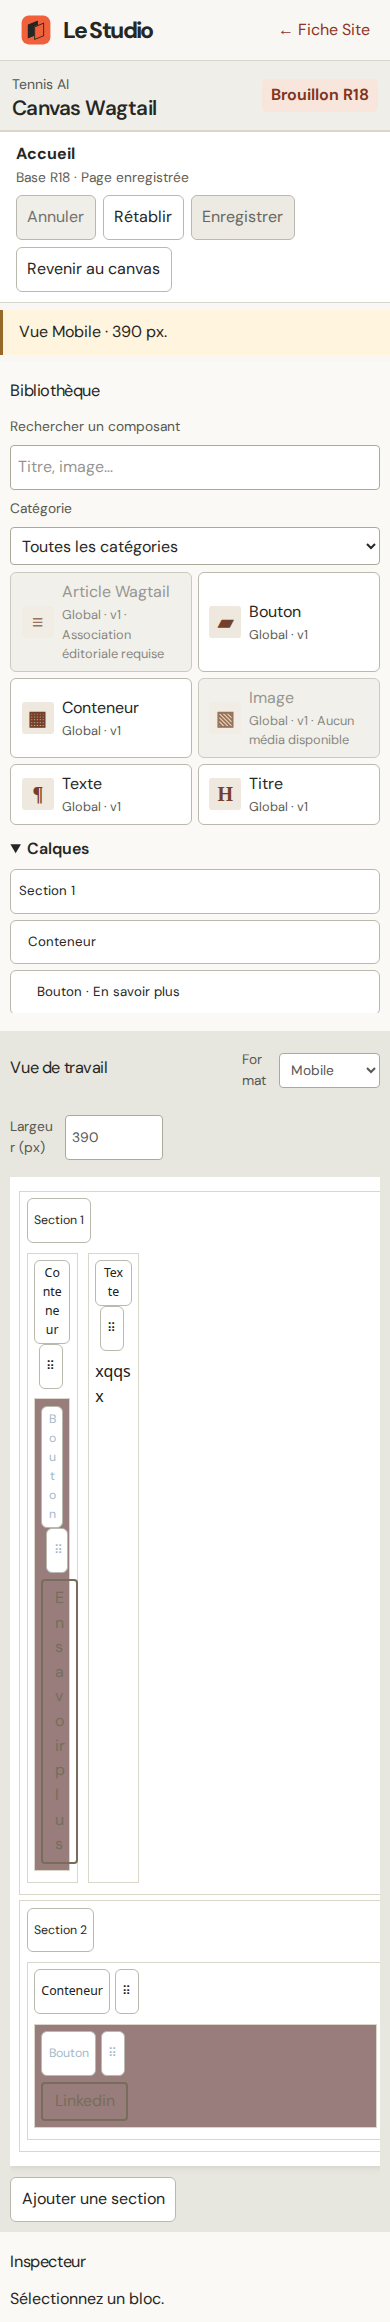 Le Studio
← Fiche Site
Tennis AI
Canvas Wagtail
Brouillon R18
Accueil
Base R18 · Page enregistrée
Annuler
Rétablir
Enregistrer
Revenir au canvas
Vue Mobile · 390 px.
Bibliothèque
Rechercher un composant
Titre, image...
Catégorie
Toutes les catégories
Article Wagtail
Global · v1 ·
Association
éditoriale requise
Bouton
Global · v1
Conteneur
Global · v1
Image
Global · v1 · Aucun
média disponible
¶
Texte
Global · v1
H
Titre
Global · v1
▼ Calques
Section 1
Conteneur
Bouton · En savoir plus
Vue de travail
For
mat
Mobile
Largeu
r (px)
390
Section 1
Co
nte
ne
ur
Tex
te
xqqs
x
B
o
u
t
o
n
E
n
s
a
v
o
ir
p
l
u
s
Section 2
Conteneur
Bouton
Linkedin
Ajouter une section
Inspecteur
Sélectionnez un bloc.